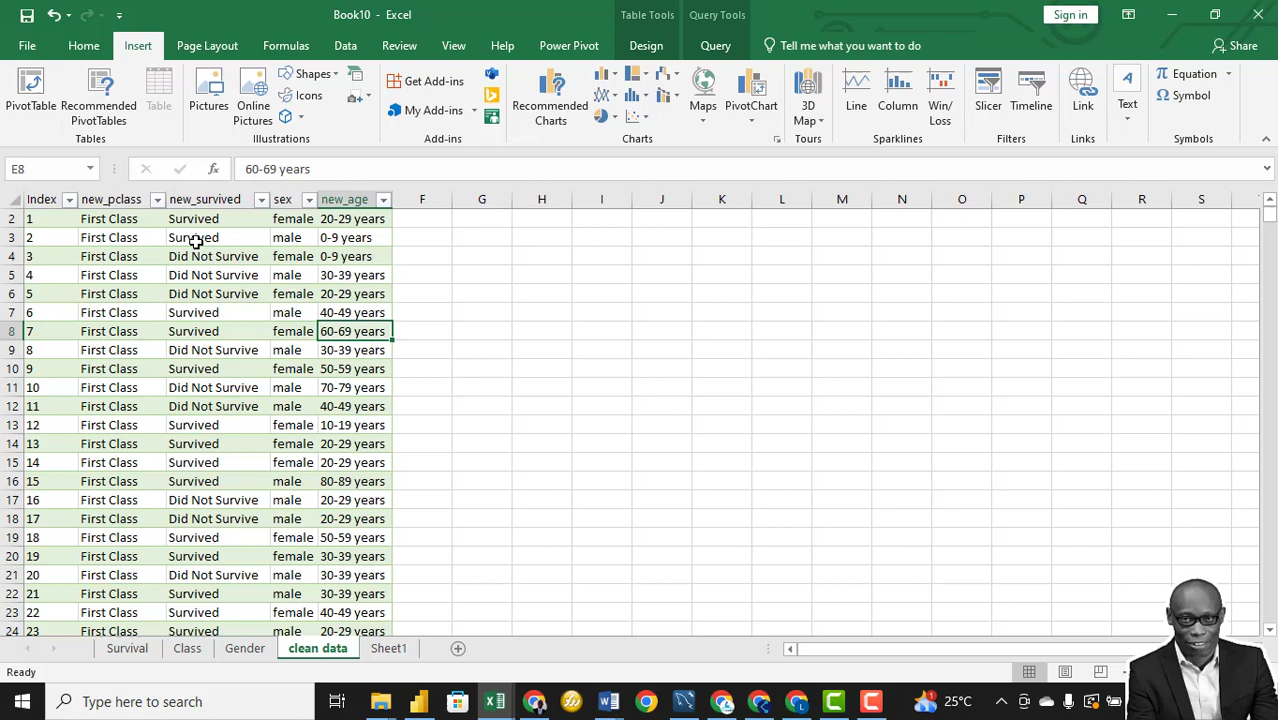 Book10 - Excel
Table Tools
Query Tools
Sign in
File
Home
Insert
Page Layout
Formulas
Data
Review
View
Help
Power Pivot
Design
Query
Tell me what you want to do
Share
PivotTable
Recommended PivotTables
Table
Tables
Pictures
Online Pictures
Shapes
Icons
Illustrations
Get Add-ins
My Add-ins
Add-ins
Recommended Charts
Maps
PivotChart
Charts
3D Map
Tours
Line
Column
Win/Loss
Sparklines
Slicer
Timeline
Filters
Link
Links
A
Text
Equation
Symbol
Symbols
E8
fx
60-69 years
Index new_pclass new_survived sex new_age F G H I J K L M N O P Q R S
2 1 First Class Survived female 20-29 years
3 2 First Class Survived male 0-9 years
4 3 First Class Did Not Survive female 0-9 years
5 4 First Class Did Not Survive male 30-39 years
6 5 First Class Did Not Survive female 20-29 years
7 6 First Class Survived male 40-49 years
8 7 First Class Survived female 60-69 years
9 8 First Class Did Not Survive male 30-39 years
10 9 First Class Survived female 50-59 years
11 10 First Class Did Not Survive male 70-79 years
12 11 First Class Did Not Survive male 40-49 years
13 12 First Class Survived female 10-19 years
14 13 First Class Survived female 20-29 years
15 14 First Class Survived female 20-29 years
16 15 First Class Survived male 80-89 years
17 16 First Class Did Not Survive male 20-29 years
18 17 First Class Did Not Survive male 20-29 years
19 18 First Class Survived female 50-59 years
20 19 First Class Survived female 30-39 years
21 20 First Class Did Not Survive male 30-39 years
22 21 First Class Survived male 30-39 years
23 22 First Class Survived female 40-49 years
24 23 First Class Survived male 20-29 years
Survival
Class
Gender
clean data
Sheet1
Ready
Type here to search
25°C